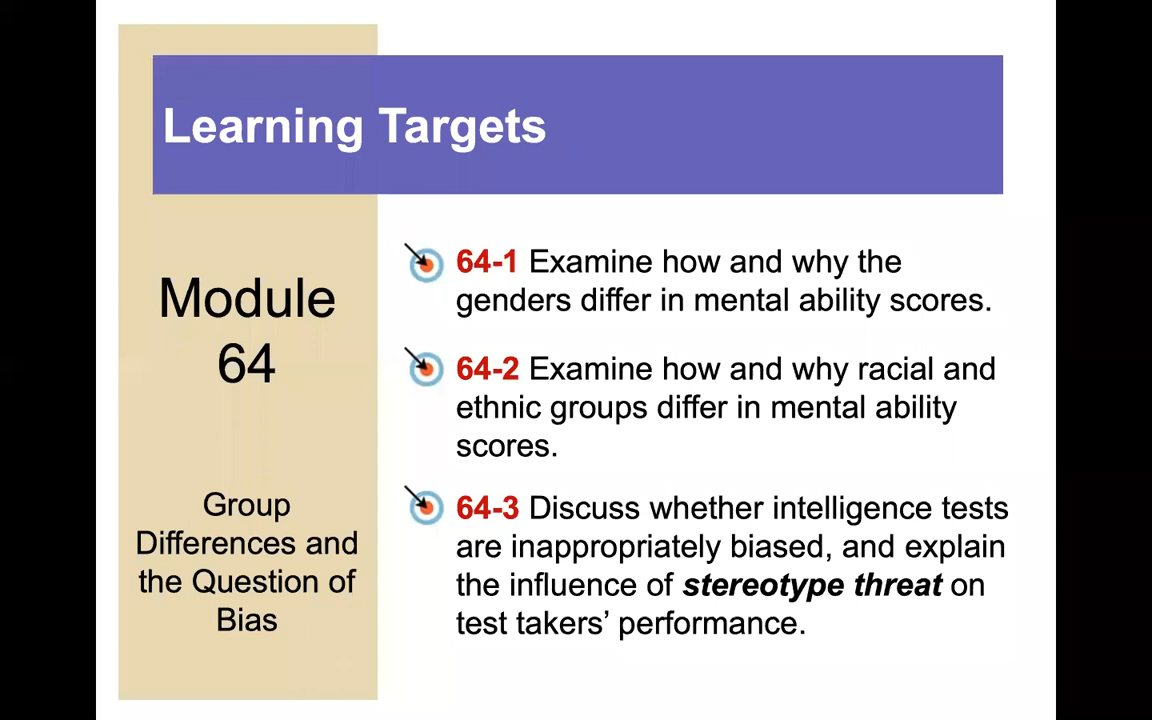 Learning Targets
Module
64
Group
Differences and
the Question of
Bias
64-1 Examine how and why the
genders differ in mental ability scores.
64-2 Examine how and why racial and
ethnic groups differ in mental ability
scores.
64-3 Discuss whether intelligence tests
are inappropriately biased, and explain
the influence of stereotype threat on
test takers’ performance.